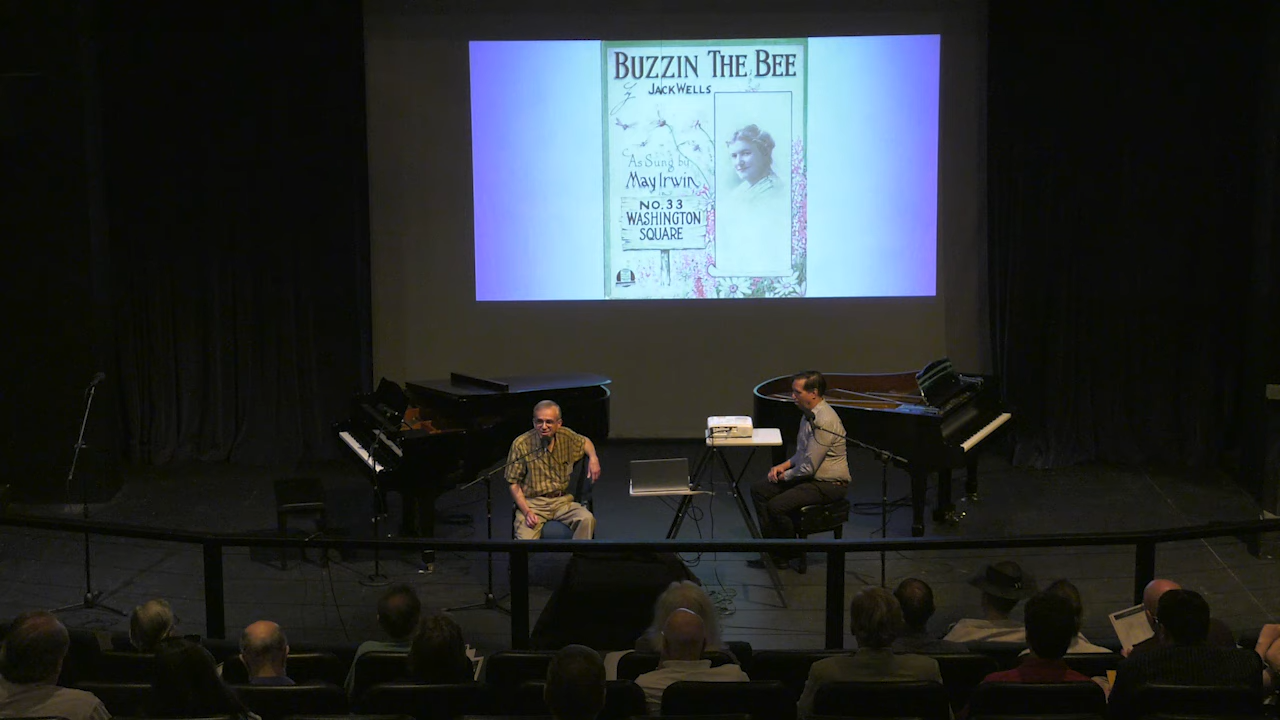 BUZZIN THE BEE
JACK WELLS
As Sung by
May Irwin
NO. 33
WASHINGTON
SQUARE